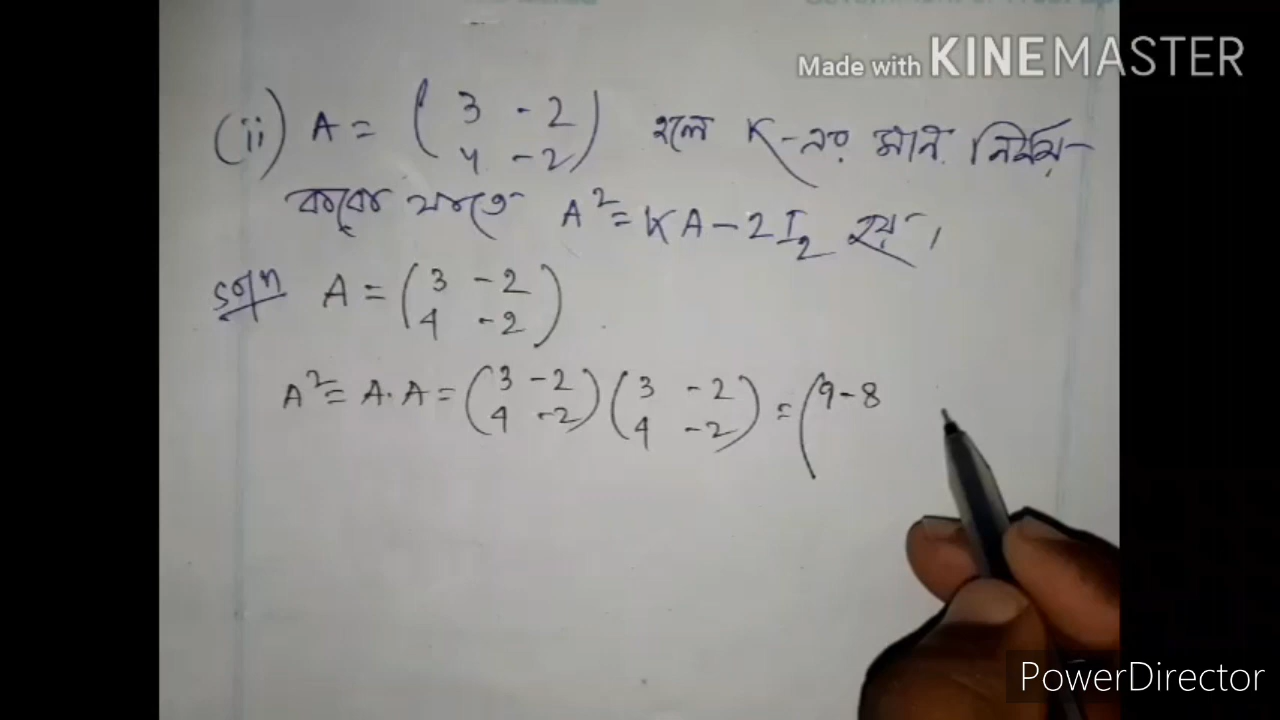 Made with KINEMASTER
(ii) A = ( 3 -2 ) হলে K-এর মান নির্ণয়
4 -2
করো যাতে A² = KA - 2I₂ হয়।
soln A = ( 3 -2 )
4 -2
A² = A.A = ( 3 -2 ) ( 3 -2 ) = ( 9-8
4 -2 4 -2
PowerDirector